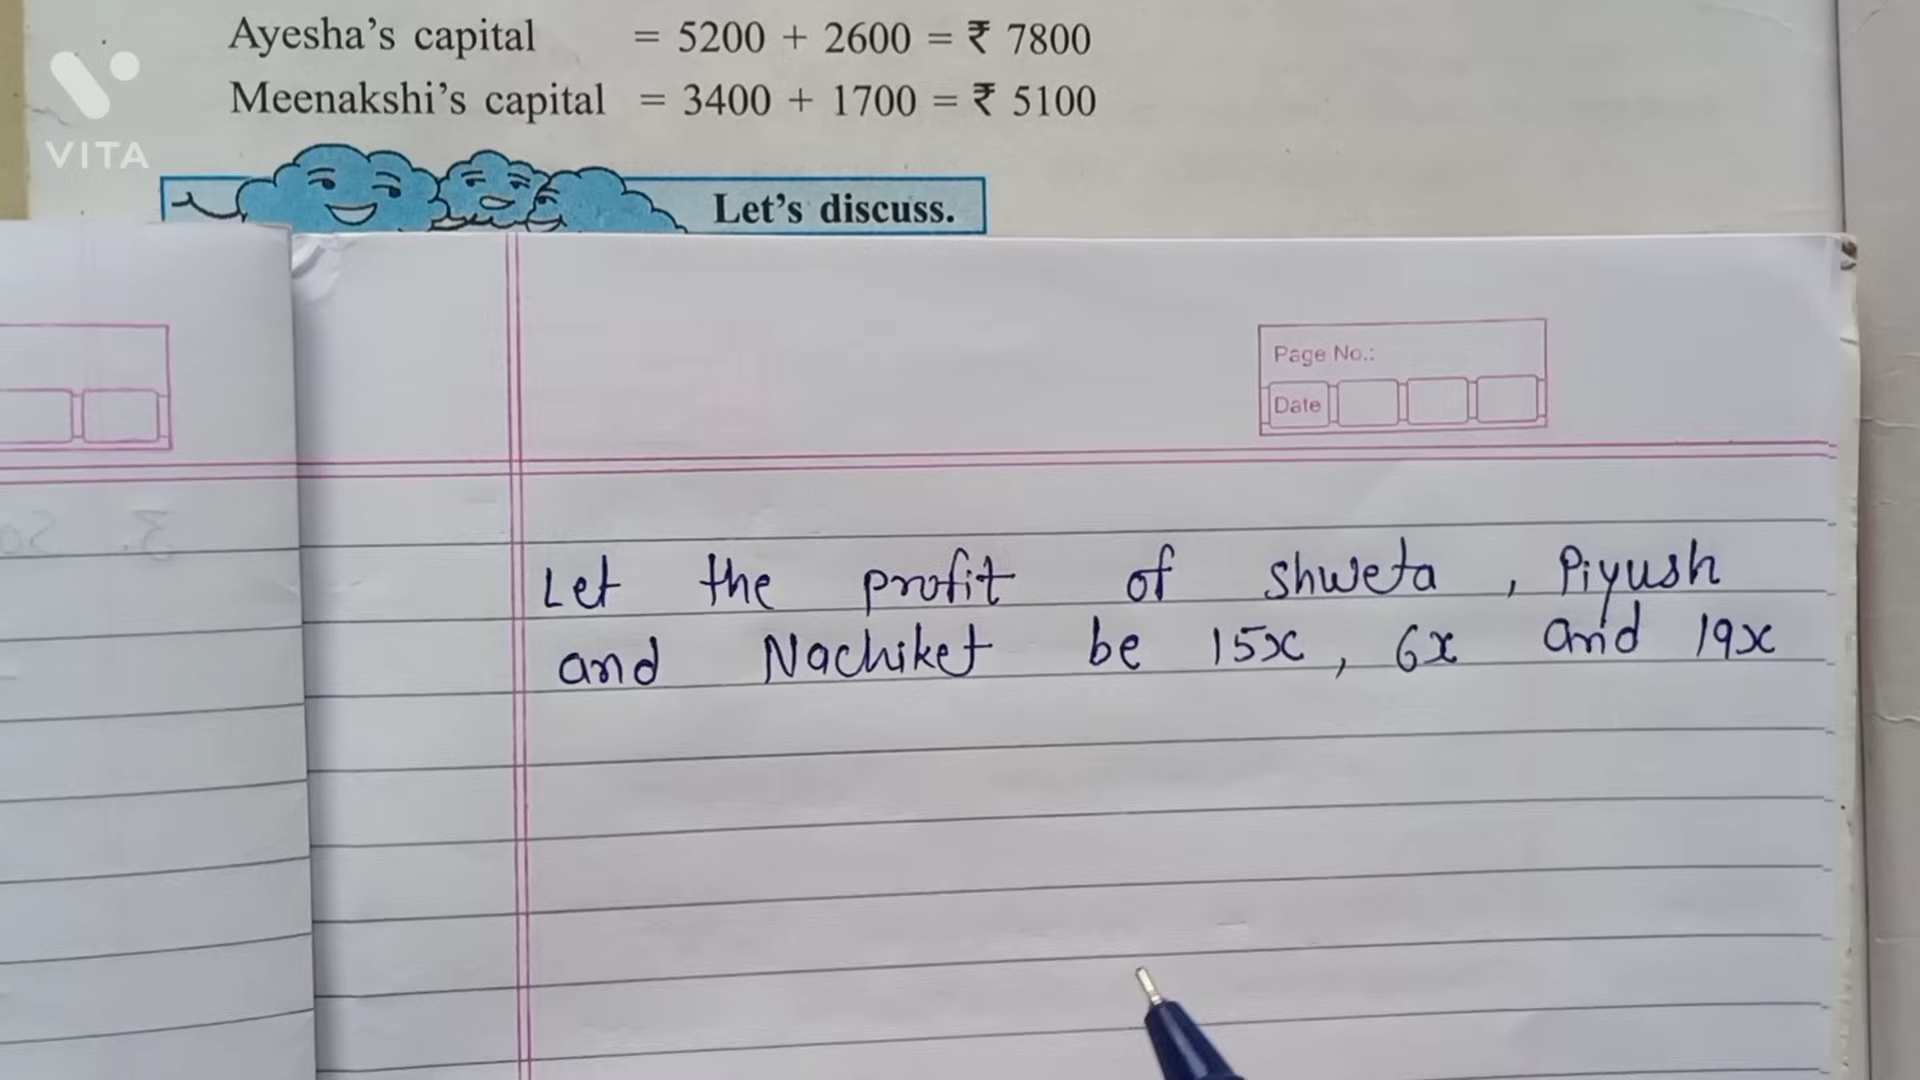 Ayesha's capital = 5200 + 2600 = ₹ 7800
Meenakshi's capital = 3400 + 1700 = ₹ 5100
VITA
Let's discuss.
Page No.:
Date
Let the profit of shweta, Piyush
and Nachiket be 15x, 6x and 19x